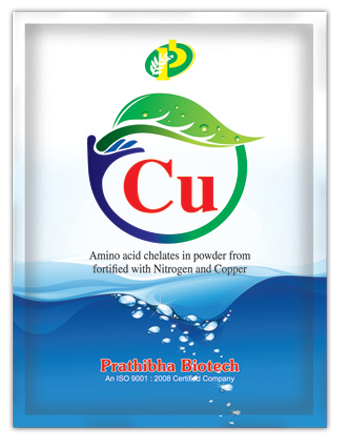 Cu
Amino acid chelates in powder from
fortified with Nitrogen and Copper
Prathibha Biotech
An ISO 9001 : 2008 Certified Company